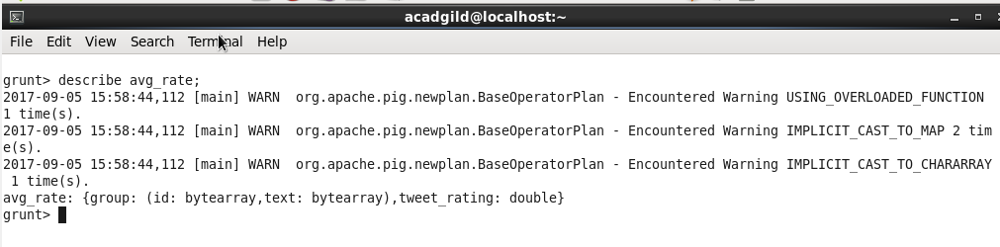 acadgild@localhost:~
File Edit View Search Terminal Help
grunt> describe avg_rate;
2017-09-05 15:58:44,112 [main] WARN  org.apache.pig.newplan.BaseOperatorPlan - Encountered Warning USING_OVERLOADED_FUNCTION
1 time(s).
2017-09-05 15:58:44,112 [main] WARN  org.apache.pig.newplan.BaseOperatorPlan - Encountered Warning IMPLICIT_CAST_TO_MAP 2 tim
e(s).
2017-09-05 15:58:44,112 [main] WARN  org.apache.pig.newplan.BaseOperatorPlan - Encountered Warning IMPLICIT_CAST_TO_CHARARRAY
 1 time(s).
avg_rate: {group: (id: bytearray,text: bytearray),tweet_rating: double}
grunt>